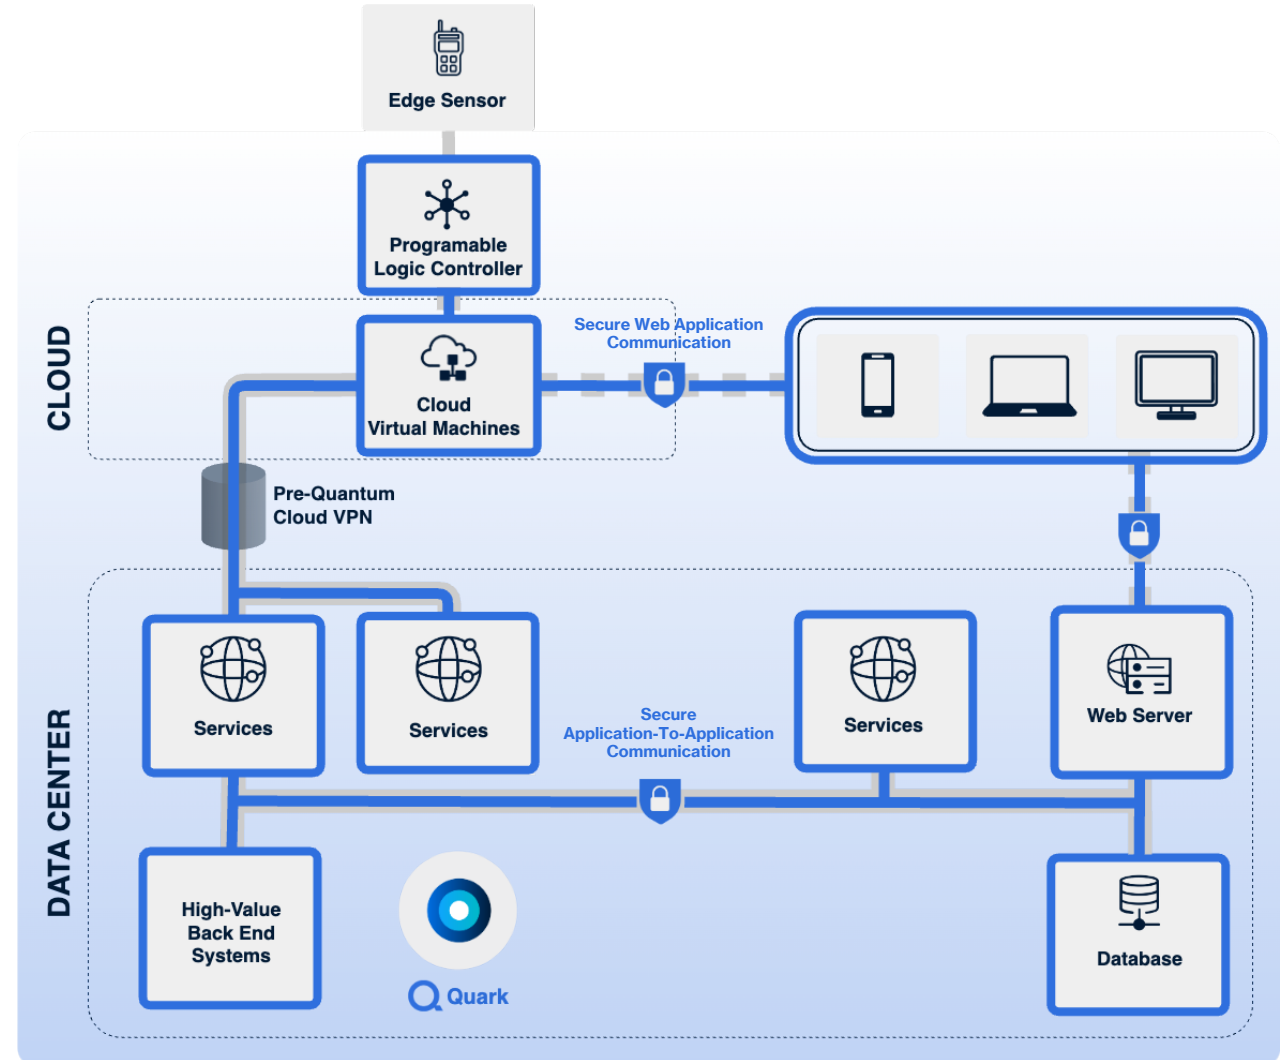 Edge Sensor
Programable
Logic Controller
CLOUD
Secure Web Application
Communication
Cloud
Virtual Machines
Pre-Quantum
Cloud VPN
DATA CENTER
Services
Services
Services
Web Server
Secure
Application-To-Application
Communication
High-Value
Back End
Systems
Quark
Database